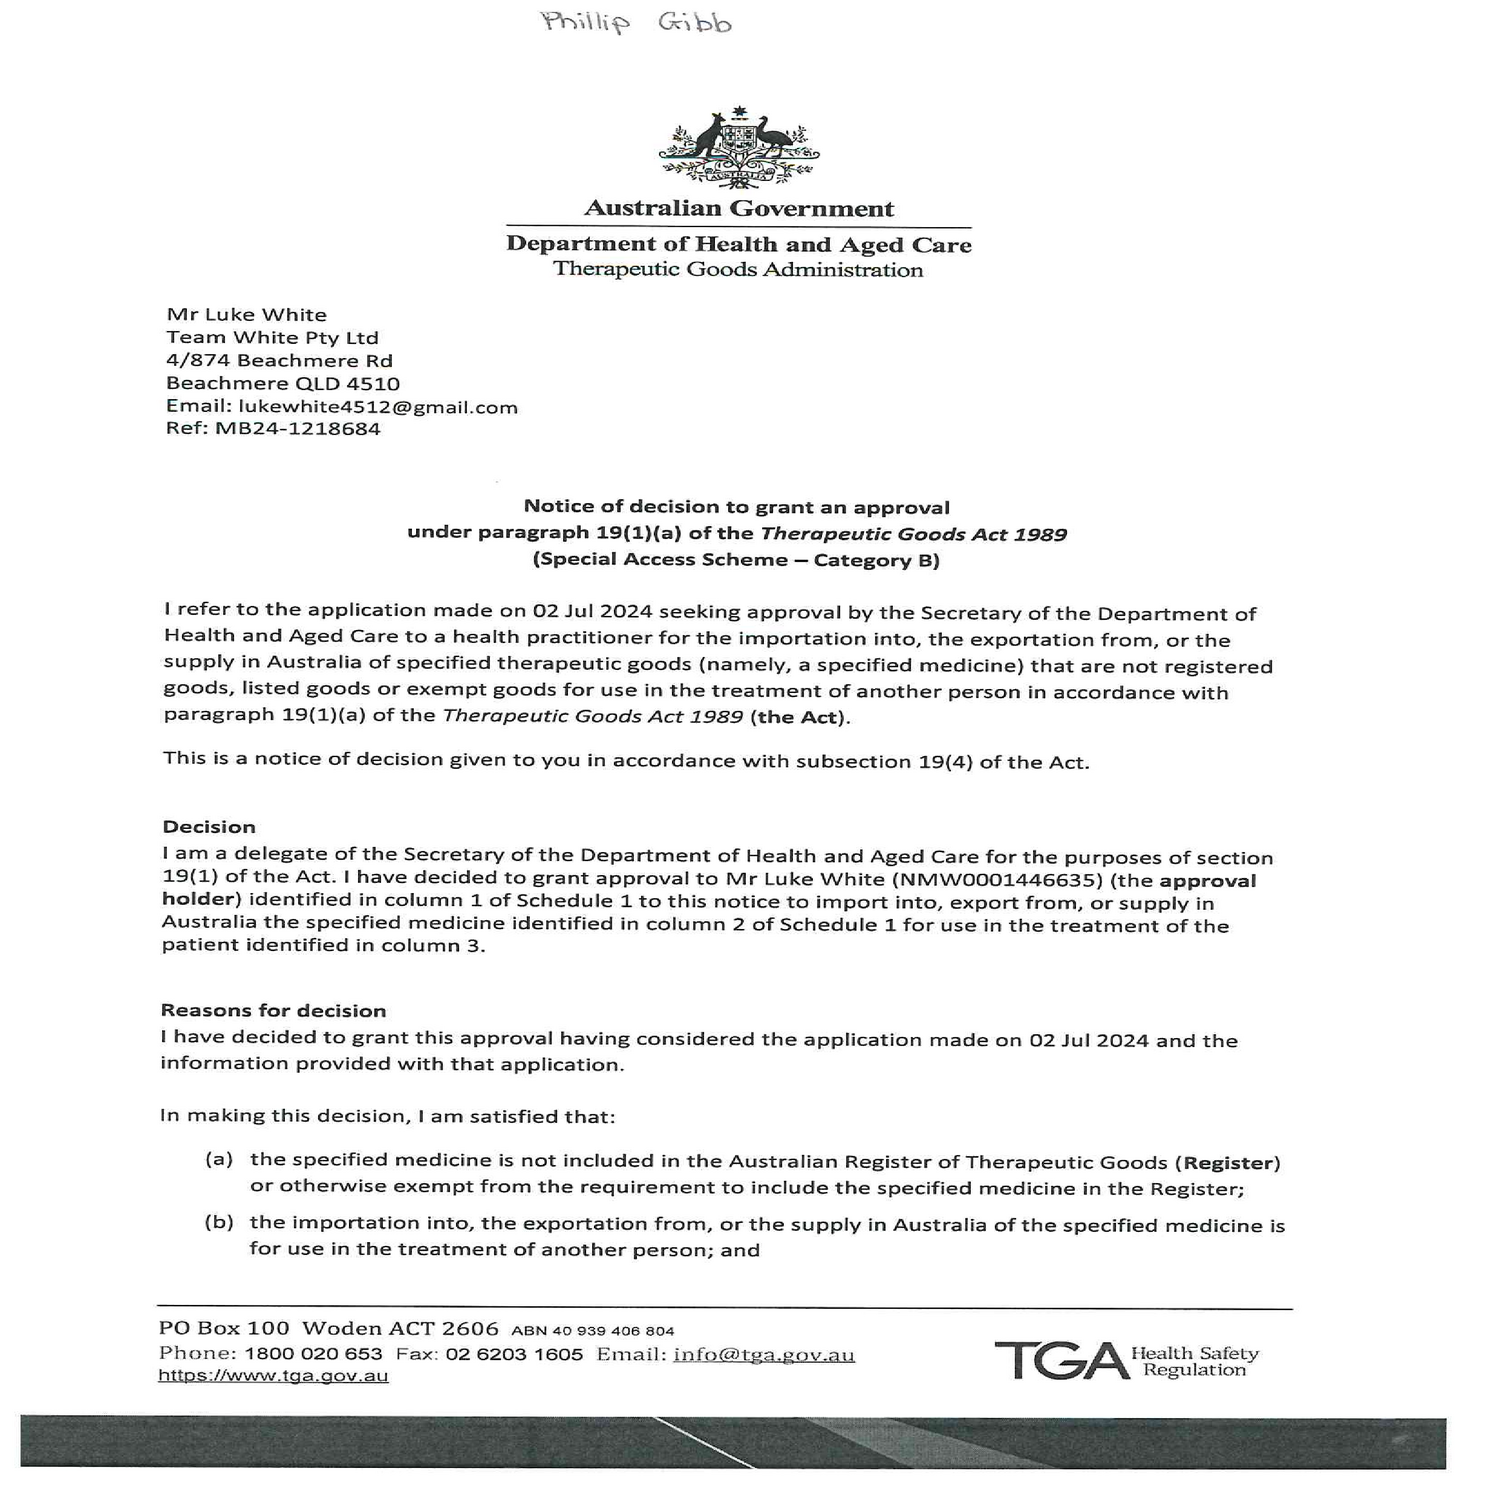 Phillip Gibb
AUSTRALIA
Australian Government
Department of Health and Aged Care
Therapeutic Goods Administration
Mr Luke White
Team White Pty Ltd
4/874 Beachmere Rd
Beachmere QLD 4510
Email: lukewhite4512@gmail.com
Ref: MB24-1218684
Notice of decision to grant an approval
under paragraph 19(1)(a) of the Therapeutic Goods Act 1989
(Special Access Scheme – Category B)
I refer to the application made on 02 Jul 2024 seeking approval by the Secretary of the Department of
Health and Aged Care to a health practitioner for the importation into, the exportation from, or the
supply in Australia of specified therapeutic goods (namely, a specified medicine) that are not registered
goods, listed goods or exempt goods for use in the treatment of another person in accordance with
paragraph 19(1)(a) of the Therapeutic Goods Act 1989 (the Act).
This is a notice of decision given to you in accordance with subsection 19(4) of the Act.
Decision
I am a delegate of the Secretary of the Department of Health and Aged Care for the purposes of section
19(1) of the Act. I have decided to grant approval to Mr Luke White (NMW0001446635) (the approval
holder) identified in column 1 of Schedule 1 to this notice to import into, export from, or supply in
Australia the specified medicine identified in column 2 of Schedule 1 for use in the treatment of the
patient identified in column 3.
Reasons for decision
I have decided to grant this approval having considered the application made on 02 Jul 2024 and the
information provided with that application.
In making this decision, I am satisfied that:
(a) the specified medicine is not included in the Australian Register of Therapeutic Goods (Register)
or otherwise exempt from the requirement to include the specified medicine in the Register;
(b) the importation into, the exportation from, or the supply in Australia of the specified medicine is
for use in the treatment of another person; and
PO Box 100 Woden ACT 2606 ABN 40 939 406 804
Phone: 1800 020 653 Fax: 02 6203 1605 Email: info@tga.gov.au
https://www.tga.gov.au
TGA Health Safety
Regulation